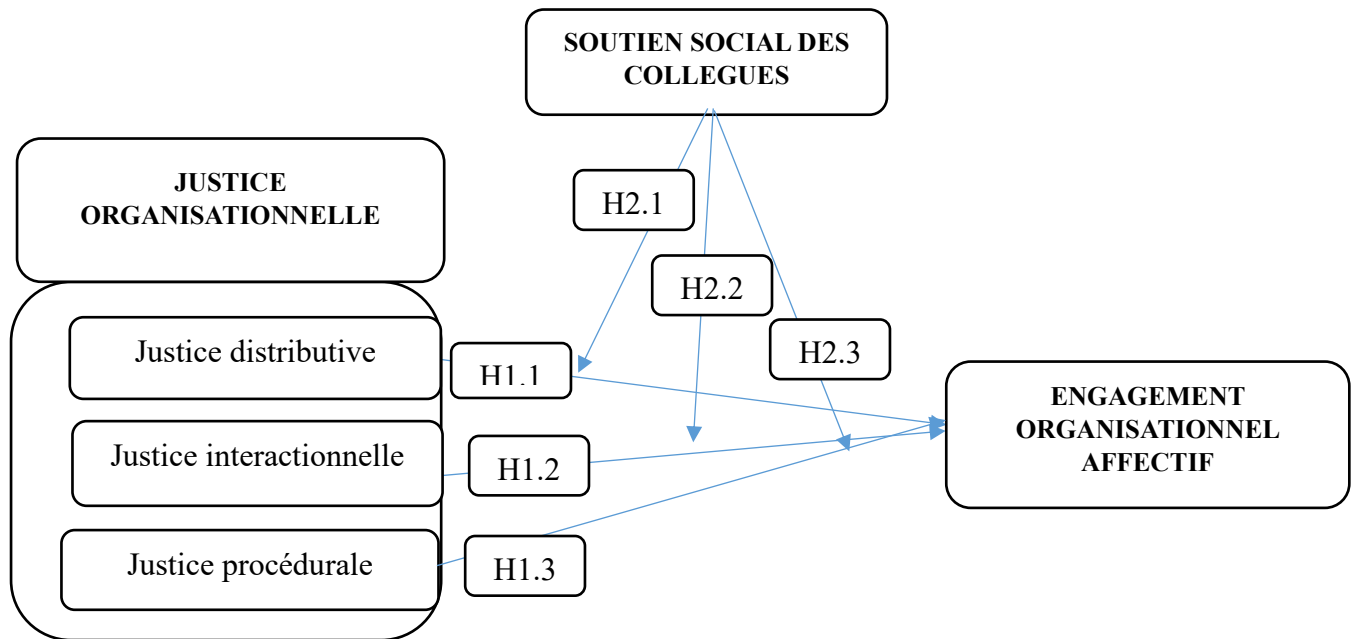 SOUTIEN SOCIAL DES
COLLEGUES
JUSTICE
ORGANISATIONNELLE
H2.1
H2.2
H2.3
Justice distributive
H1.1
Justice interactionnelle
H1.2
Justice procédurale
H1.3
ENGAGEMENT
ORGANISATIONNEL
AFFECTIF